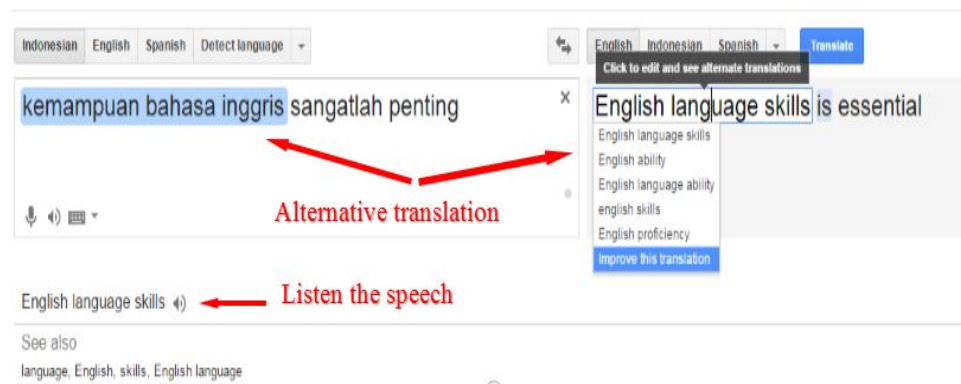 Indonesian English Spanish Detect language
English Indonesian Spanish Translate
Click to edit and see alternate translations
kemampuan bahasa inggris sangatlah penting
x
English language skills is essential
English language skills
English ability
English language ability
english skills
English proficiency
Improve this translation
Alternative translation
English language skills
Listen the speech
See also
language, English, skills, English language